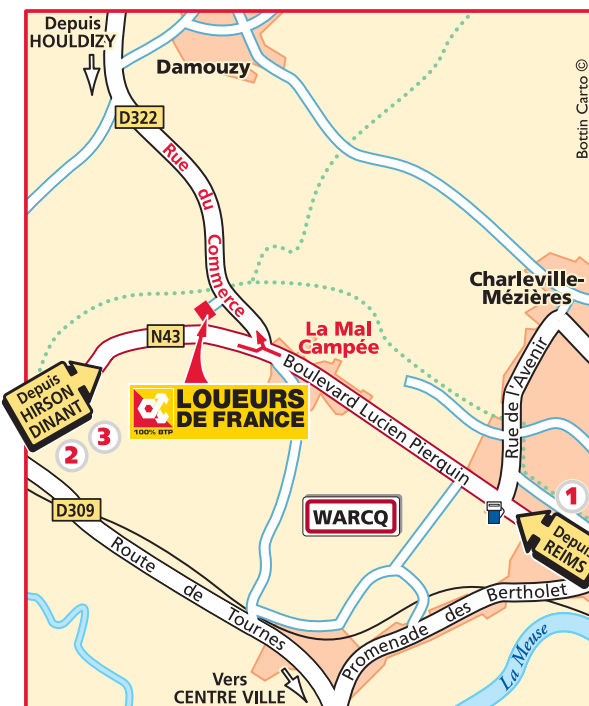 Depuis
HOULDIZY
Damouzy
Bottin Carto ©
D322
Rue du Commerce
Charleville-
Mézières
La Mal
Campée
N43
Boulevard Lucien Pierquin
Rue de l'Avenir
Depuis
HIRSON
DINANT
LOUEURS
DE FRANCE
100% BTP
3
2
1
WARCQ
Depuis
REIMS
D309
Route de Tournes
Promenade des Bertholet
La Meuse
Vers
CENTRE VILLE